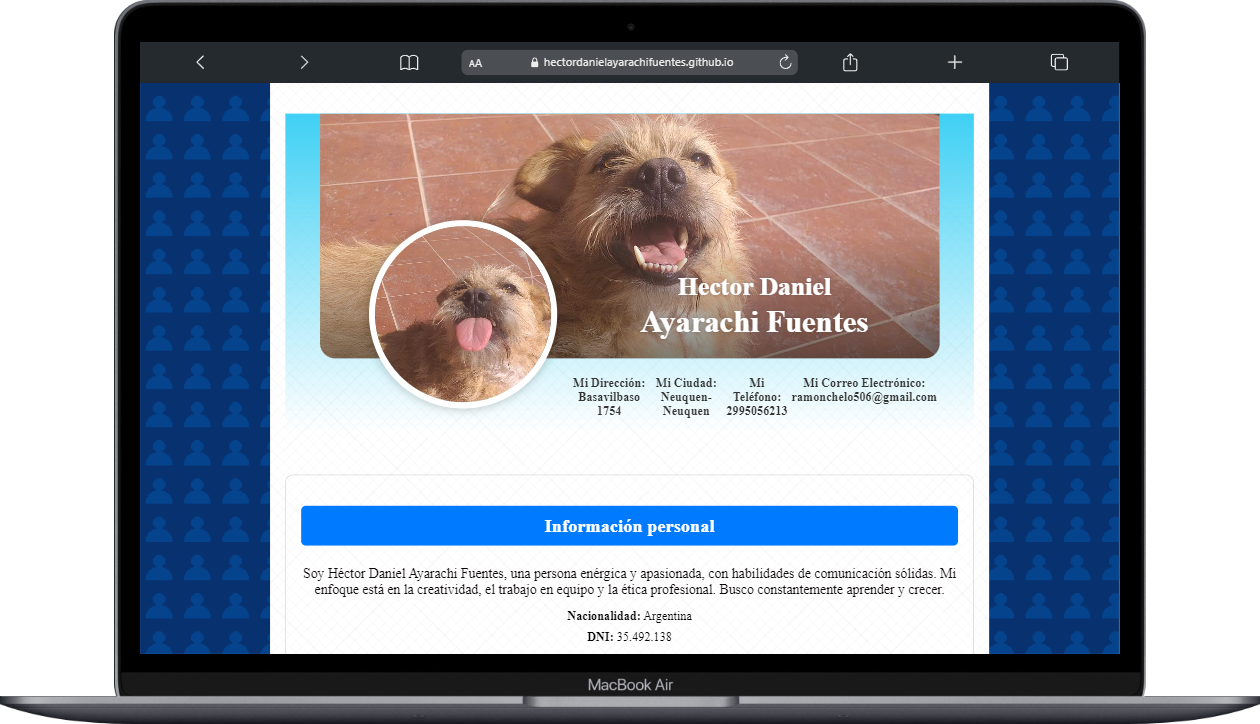 AA
hectordanielayarachifuentes.github.io
Hector Daniel
Ayarachi Fuentes
Mi Dirección:
Basavilbaso
1754
Mi Ciudad:
Neuquen-
Neuquen
Mi
Teléfono:
2995056213
Mi Correo Electrónico:
ramonchelo506@gmail.com
Información personal
Soy Héctor Daniel Ayarachi Fuentes, una persona enérgica y apasionada, con habilidades de comunicación sólidas. Mi
enfoque está en la creatividad, el trabajo en equipo y la ética profesional. Busco constantemente aprender y crecer.
Nacionalidad: Argentina
DNI: 35.492.138
MacBook Air